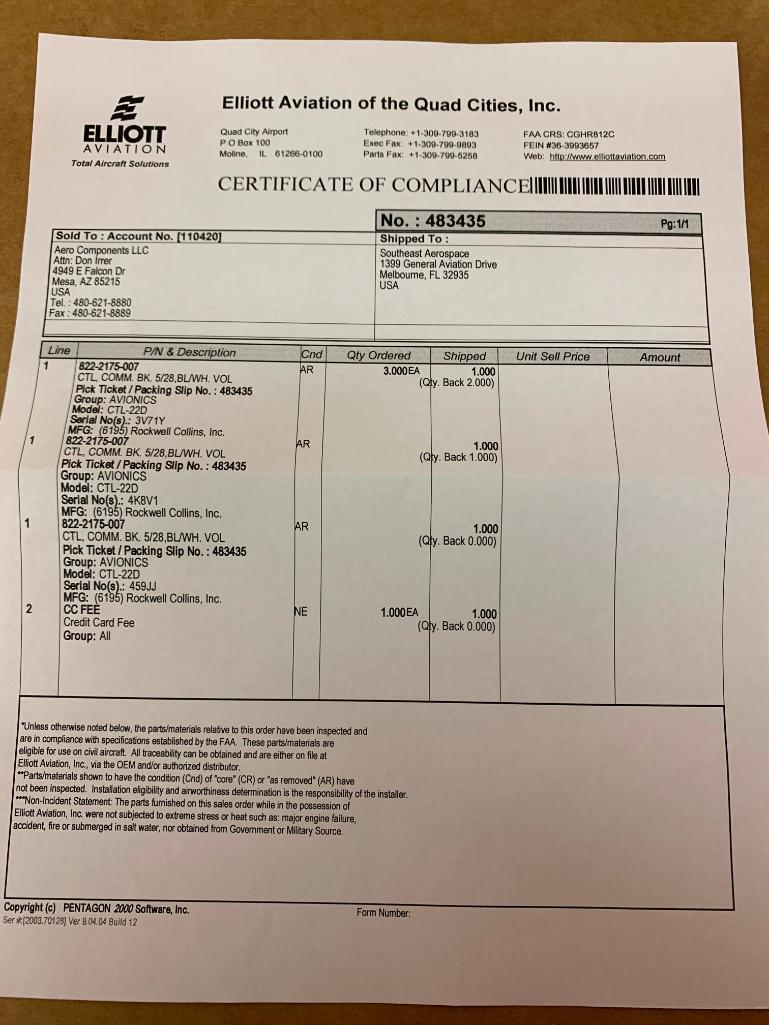 ELLIOTT
AVIATION
Total Aircraft Solutions
Elliott Aviation of the Quad Cities, Inc.
Quad City Airport
P O Box 100
Moline, IL 61266-0100
Telephone: +1-309-799-3183
Exec Fax: +1-309-799-9893
Parts Fax: +1-309-799-5258
FAA CRS: CGHR812C
FEIN #36-3993657
Web: http://www.elliottaviation.com
CERTIFICATE OF COMPLIANCE
No. : 483435 Pg:1/1
Sold To : Account No. [110420]
Aero Components LLC
Attn: Don Irrer
4949 E Falcon Dr
Mesa, AZ 85215
USA
Tel. : 480-621-8880
Fax : 480-621-8889
Shipped To :
Southeast Aerospace
1399 General Aviation Drive
Melbourne, FL 32935
USA
Line P/N & Description Cnd Qty Ordered Shipped Unit Sell Price Amount
1 822-2175-007 AR 3.000EA 1.000
CTL, COMM. BK. 5/28,BL/WH. VOL (Qty. Back 2.000)
Pick Ticket / Packing Slip No. : 483435
Group: AVIONICS
Model: CTL-22D
Serial No(s).: 3V71Y
MFG: (6195) Rockwell Collins, Inc.
1 822-2175-007 AR 1.000
CTL, COMM. BK. 5/28,BL/WH. VOL (Qty. Back 1.000)
Pick Ticket / Packing Slip No. : 483435
Group: AVIONICS
Model: CTL-22D
Serial No(s).: 4K8V1
MFG: (6195) Rockwell Collins, Inc.
1 822-2175-007 AR 1.000
CTL, COMM. BK. 5/28,BL/WH. VOL (Qty. Back 0.000)
Pick Ticket / Packing Slip No. : 483435
Group: AVIONICS
Model: CTL-22D
Serial No(s).: 459JJ
MFG: (6195) Rockwell Collins, Inc.
2 CC FEE NE 1.000EA 1.000
Credit Card Fee (Qty. Back 0.000)
Group: All
*Unless otherwise noted below, the parts/materials relative to this order have been inspected and
are in compliance with specifications established by the FAA. These parts/materials are
eligible for use on civil aircraft. All traceability can be obtained and are either on file at
Elliott Aviation, Inc., via the OEM and/or authorized distributor.
**Parts/materials shown to have the condition (Cnd) of "core" (CR) or "as removed" (AR) have
not been inspected. Installation eligibility and airworthiness determination is the responsibility of the installer.
***Non-Incident Statement: The parts furnished on this sales order while in the possession of
Elliott Aviation, Inc. were not subjected to extreme stress or heat such as: major engine failure,
accident, fire or submerged in salt water, nor obtained from Government or Military Source.
Copyright (c) PENTAGON 2000 Software, Inc. Form Number:
Ser #:[2003.70128] Ver 9.04.04 Build 12